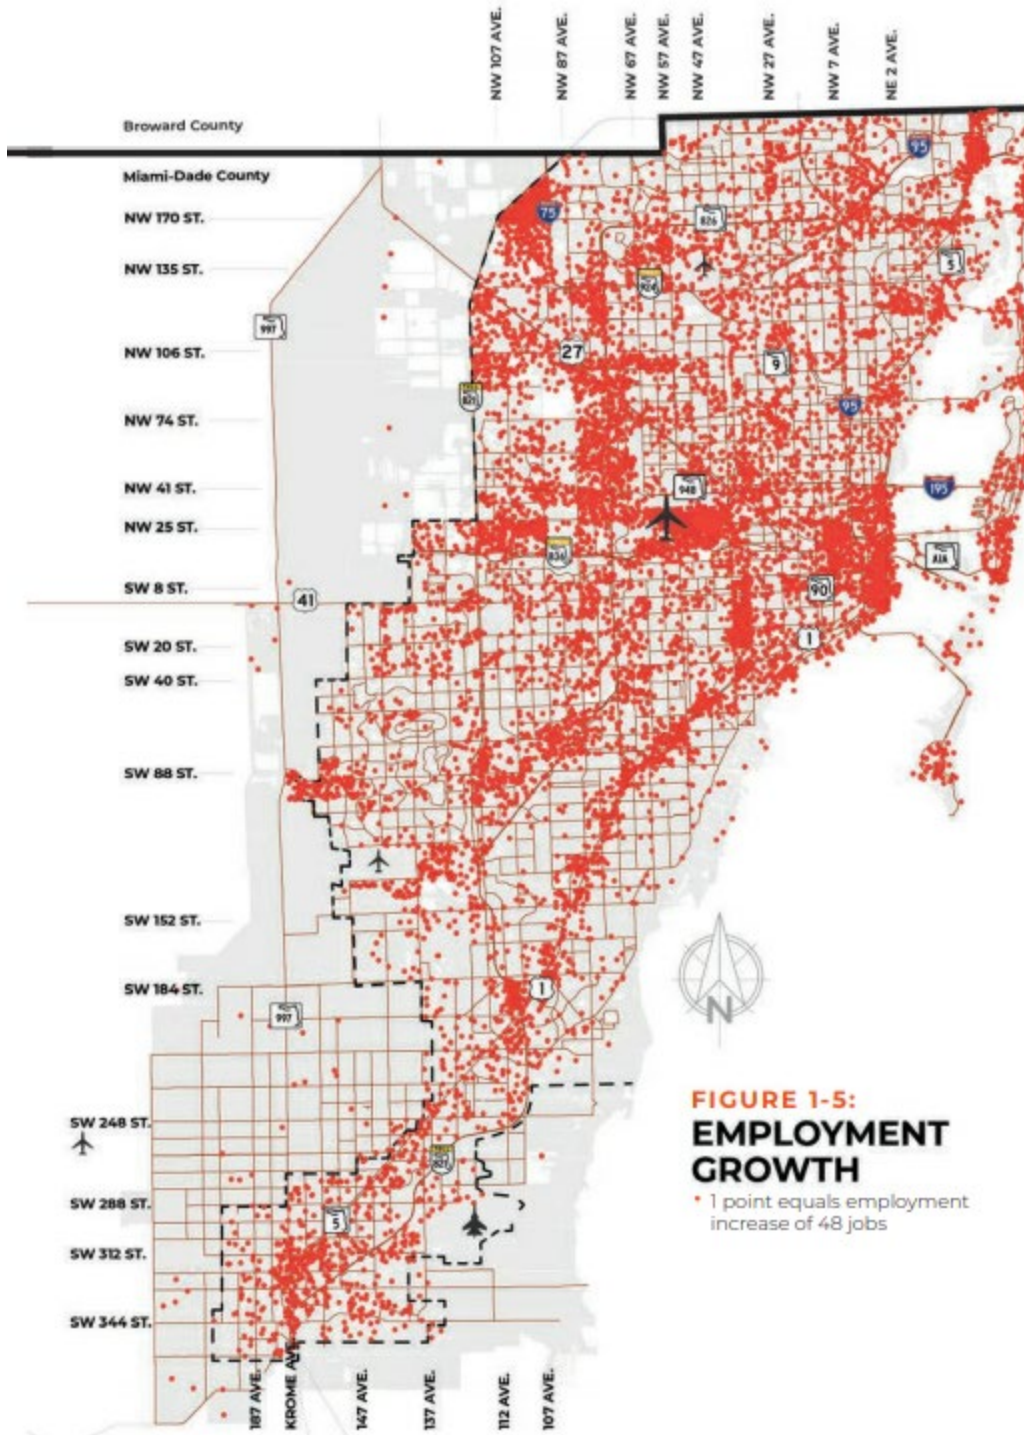 NW 107 AVE.
NW 87 AVE.
NW 67 AVE.
NW 57 AVE.
NW 47 AVE.
NW 27 AVE.
NW 7 AVE.
NE 2 AVE.
Broward County
Miami-Dade County
95
NW 170 ST.
75
826
NW 135 ST.
5
924
997
NW 106 ST.
27
9
821
95
NW 74 ST.
NW 41 ST.
948
195
NW 25 ST.
836
A1A
SW 8 ST.
41
90
1
SW 20 ST.
SW 40 ST.
SW 88 ST.
SW 152 ST.
SW 184 ST.
1
997
N
FIGURE 1-5:
EMPLOYMENT
GROWTH
1 point equals employment
increase of 48 jobs
SW 248 ST.
821
SW 288 ST.
5
SW 312 ST.
SW 344 ST.
187 AVE.
KROME AVE.
147 AVE.
137 AVE.
112 AVE.
107 AVE.